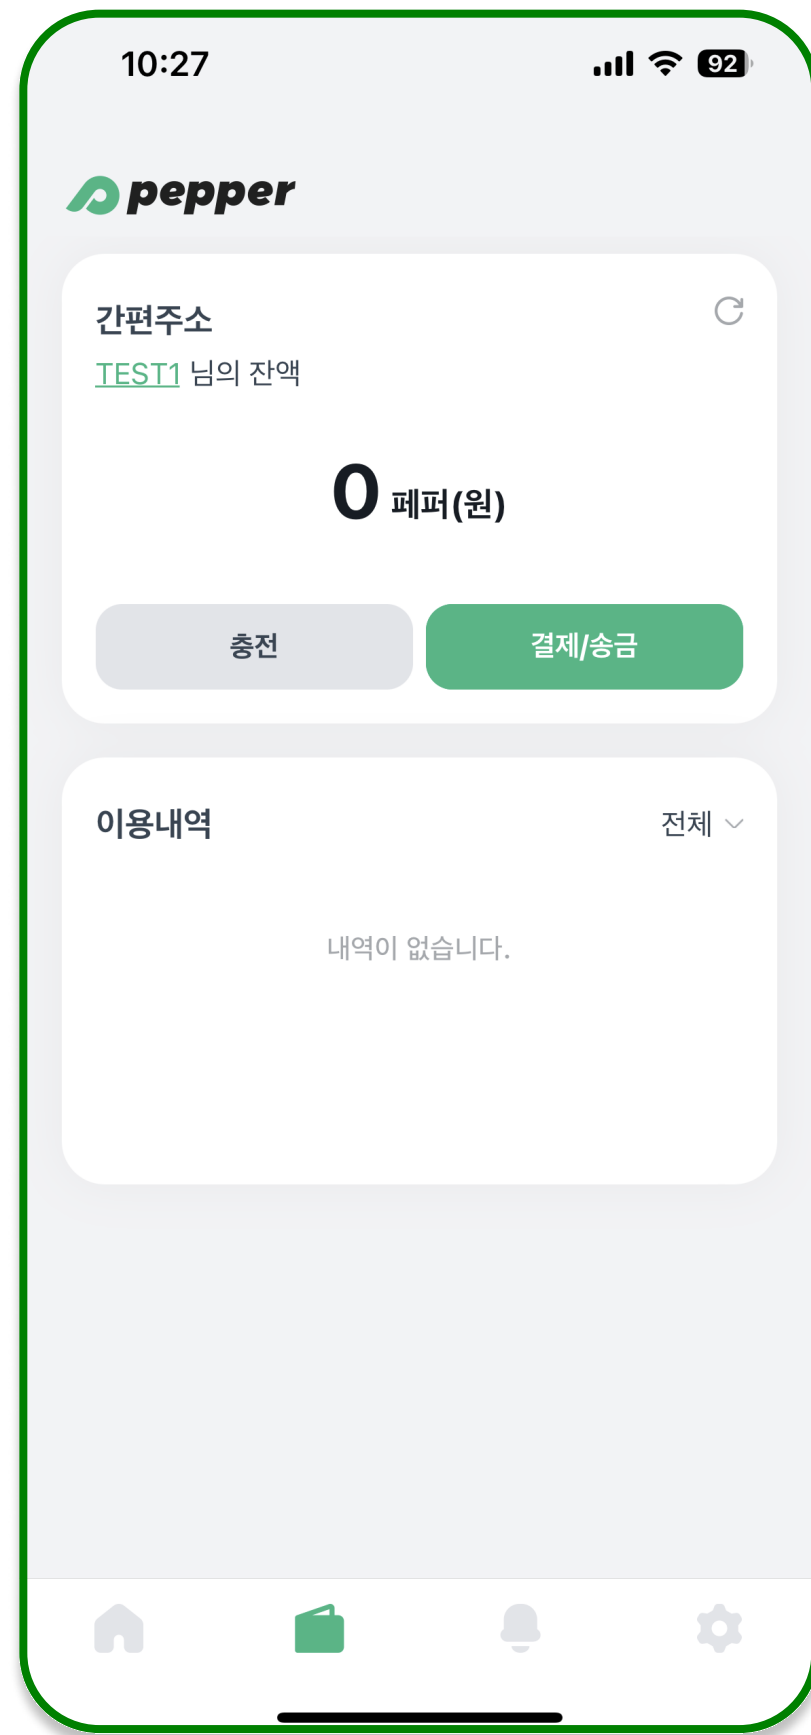 10:27
92
pepper
간편주소
TEST1 님의 잔액
0 페퍼(원)
충전
결제/송금
이용내역
전체
내역이 없습니다.